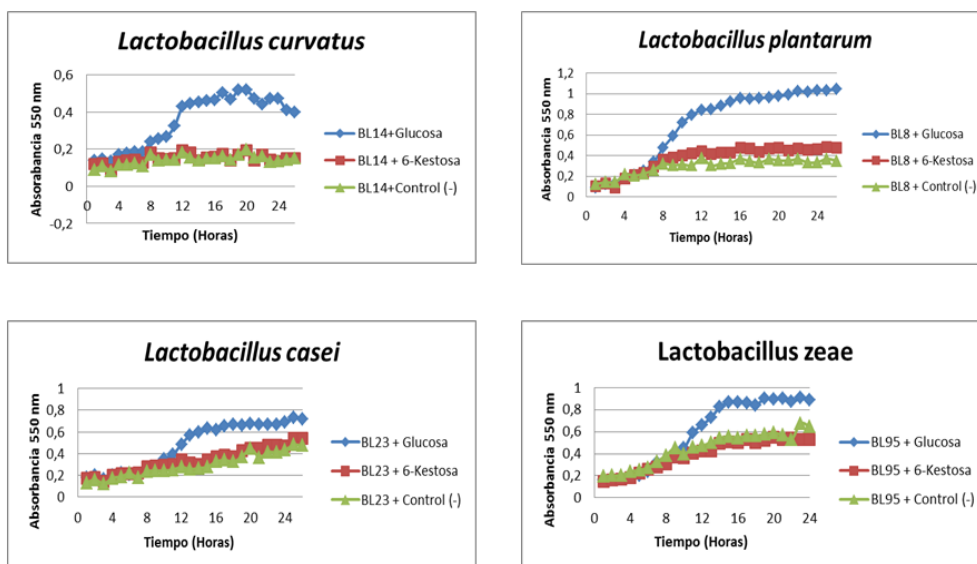 Lactobacillus curvatus
Absorbancia 550 nm
0,6
0,4
0,2
0
-0,2
0 4 8 12 16 20 24
Tiempo (Horas)
BL14+Glucosa
BL14 + 6-Kestosa
BL14+Control (-)
Lactobacillus plantarum
Absorbancia 550 nm
1,2
1
0,8
0,6
0,4
0,2
0
0 4 8 12 16 20 24
Tiempo (Horas)
BL8 + Glucosa
BL8 + 6-Kestosa
BL8 + Control (-)
Lactobacillus casei
Absorbancia 550 nm
1
0,8
0,6
0,4
0,2
0
0 4 8 12 16 20 24
Tiempo (Horas)
BL23 + Glucosa
BL23 + 6-Kestosa
BL23 + Control (-)
Lactobacillus zeae
Absorbancia 550 nm
1
0,8
0,6
0,4
0,2
0
0 4 8 12 16 20 24
Tiempo (Horas)
BL95 + Glucosa
BL95 + 6-Kestosa
BL95 + Control (-)